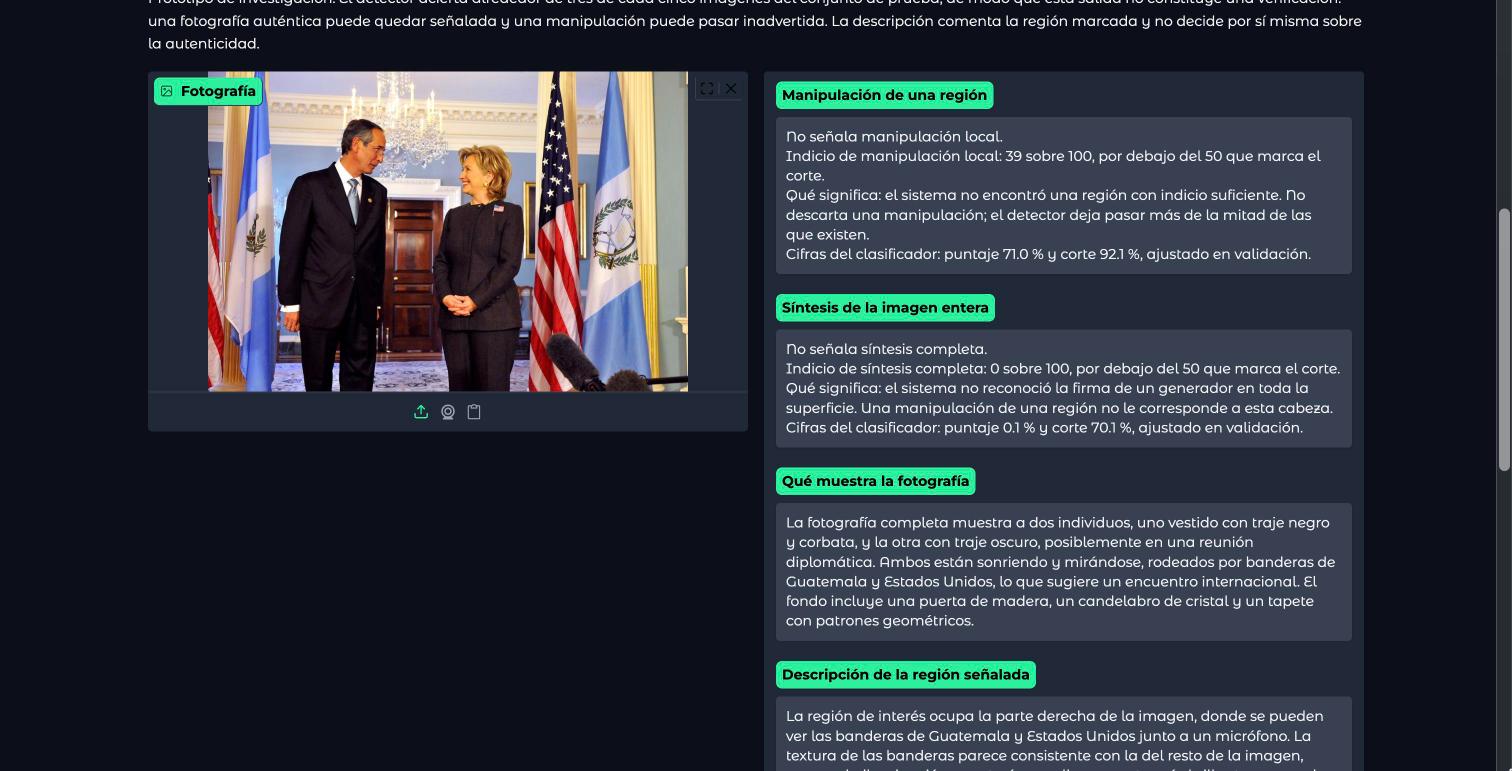 una fotografía auténtica puede quedar señalada y una manipulación puede pasar inadvertida. La descripción comenta la región marcada y no decide por sí misma sobre
la autenticidad.
Fotografía
Manipulación de una región
No señala manipulación local.
Indicio de manipulación local: 39 sobre 100, por debajo del 50 que marca el
corte.
Qué significa: el sistema no encontró una región con indicio suficiente. No
descarta una manipulación; el detector deja pasar más de la mitad de las
que existen.
Cifras del clasificador: puntaje 71.0 % y corte 92.1 %, ajustado en validación.
Síntesis de la imagen entera
No señala síntesis completa.
Indicio de síntesis completa: 0 sobre 100, por debajo del 50 que marca el corte.
Qué significa: el sistema no reconoció la firma de un generador en toda la
superficie. Una manipulación de una región no le corresponde a esta cabeza.
Cifras del clasificador: puntaje 0.1 % y corte 70.1 %, ajustado en validación.
Qué muestra la fotografía
La fotografía completa muestra a dos individuos, uno vestido con traje negro
y corbata, y la otra con traje oscuro, posiblemente en una reunión
diplomática. Ambos están sonriendo y mirándose, rodeados por banderas de
Guatemala y Estados Unidos, lo que sugiere un encuentro internacional. El
fondo incluye una puerta de madera, un candelabro de cristal y un tapete
con patrones geométricos.
Descripción de la región señalada
La región de interés ocupa la parte derecha de la imagen, donde se pueden
ver las banderas de Guatemala y Estados Unidos junto a un micrófono. La
textura de las banderas parece consistente con la del resto de la imagen,